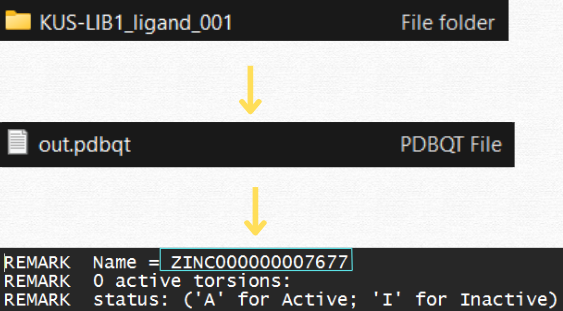 KUS-LIB1_ligand_001 File folder
out.pdbqt PDBQT File
REMARK Name = ZINC000000007677
REMARK 0 active torsions:
REMARK status: ('A' for Active; 'I' for Inactive)